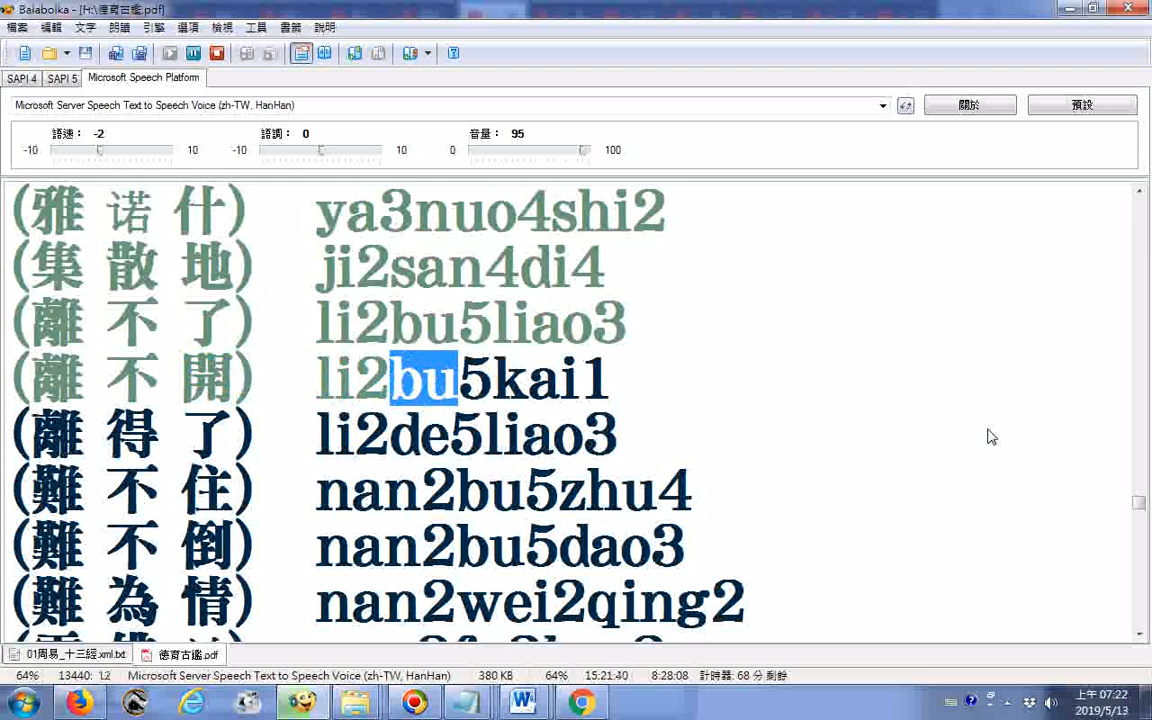 Balabolka - [H:\德育古鑑.pdf]
檔案 編輯 文字 朗讀 引擎 選項 檢視 工具 書籤 說明
SAPI 4 SAPI 5 Microsoft Speech Platform
Microsoft Server Speech Text to Speech Voice (zh-TW, HanHan) 關於 預設
語速： -2 語調： 0 音量： 95
-10 10 -10 10 0 100
(雅 诺 什) ya3nuo4shi2
(集 散 地) ji2san4di4
(離 不 了) li2bu5liao3
(離 不 開) li2bu5kai1
(離 得 了) li2de5liao3
(難 不 住) nan2bu5zhu4
(難 不 倒) nan2bu5dao3
(難 為 情) nan2wei2qing2
01周易_十三經.xml.txt 德育古鑑.pdf
64% 13440: 12 Microsoft Server Speech Text to Speech Voice (zh-TW, HanHan) 380 KB 64% 15:21:40 8:28:08 計時器: 68 分 剩餘
上午 07:22
2019/5/13